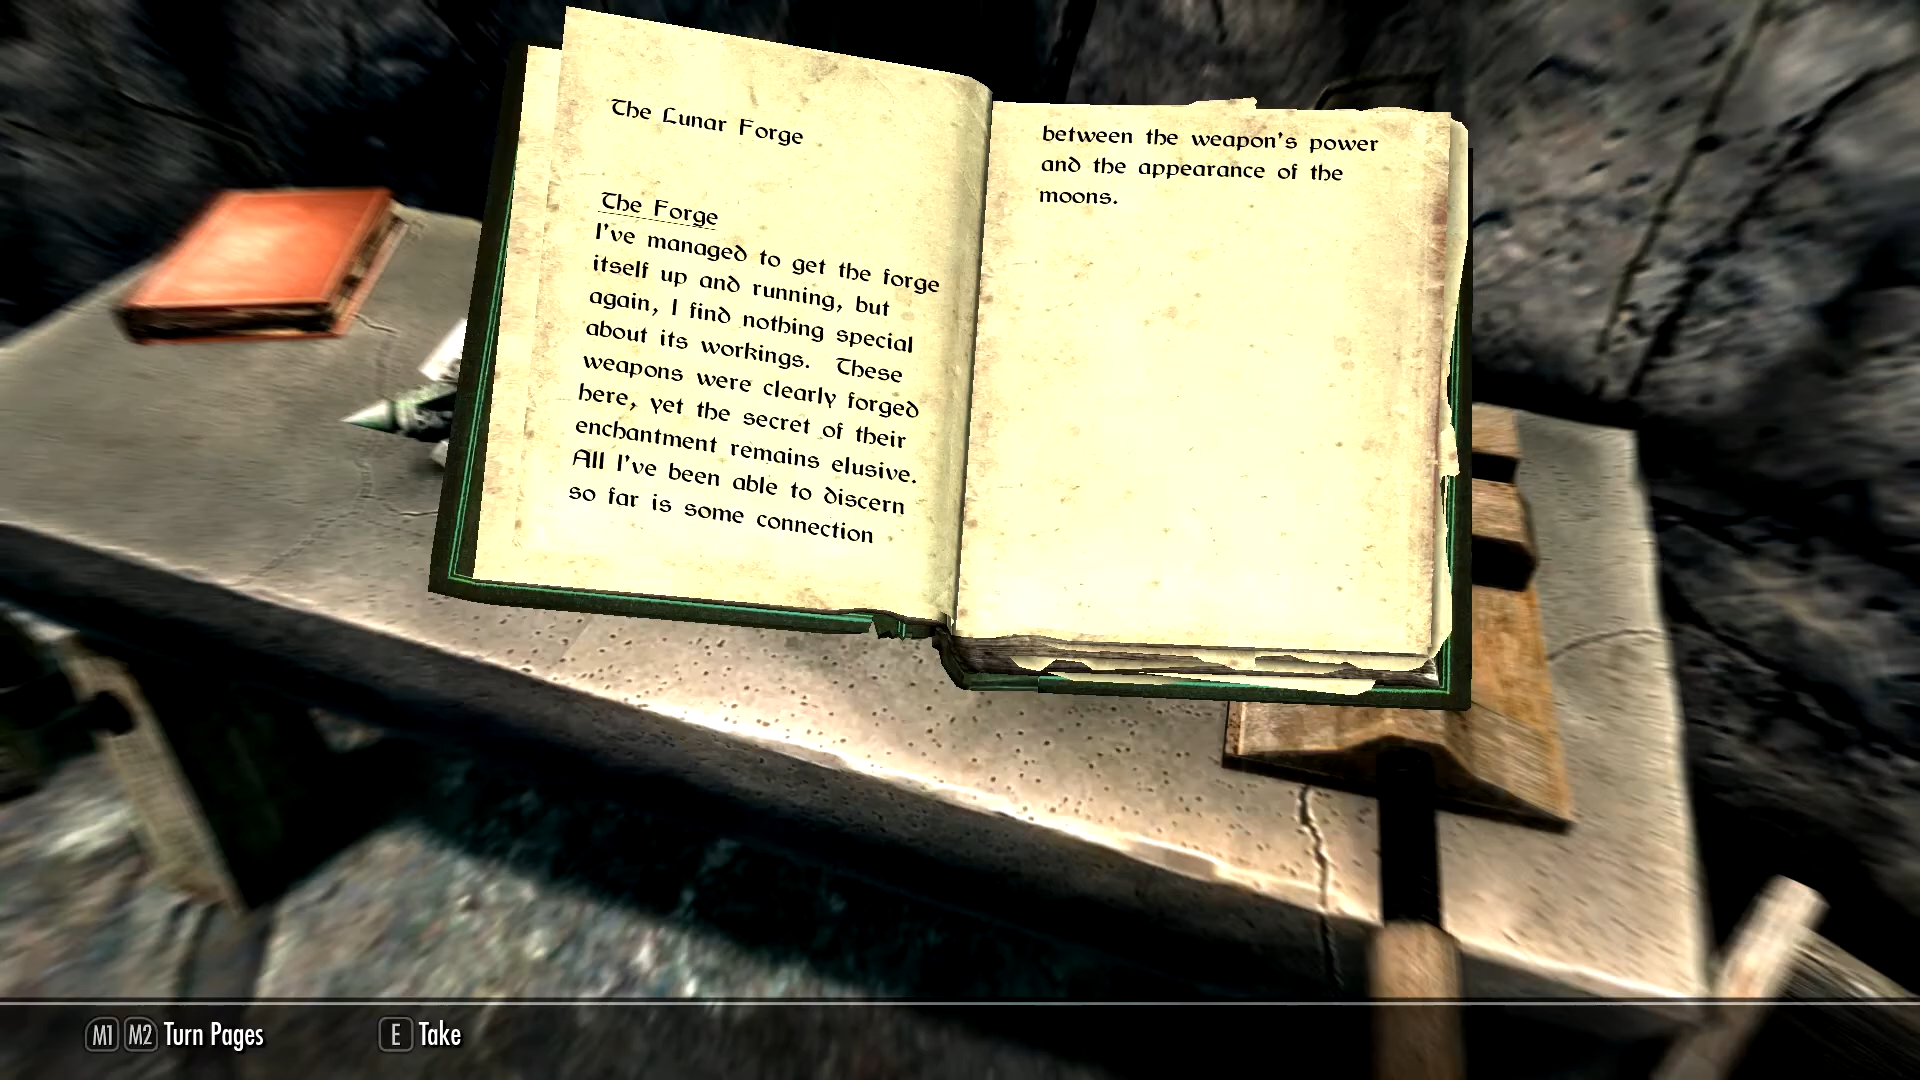 The Lunar Forge
The Forge
I've managed to get the forge
itself up and running, but
again, I find nothing special
about its workings. These
weapons were clearly forged
here, yet the secret of their
enchantment remains elusive.
All I've been able to discern
so far is some connection
between the weapon's power
and the appearance of the
moons.
M1 M2 Turn Pages
E Take